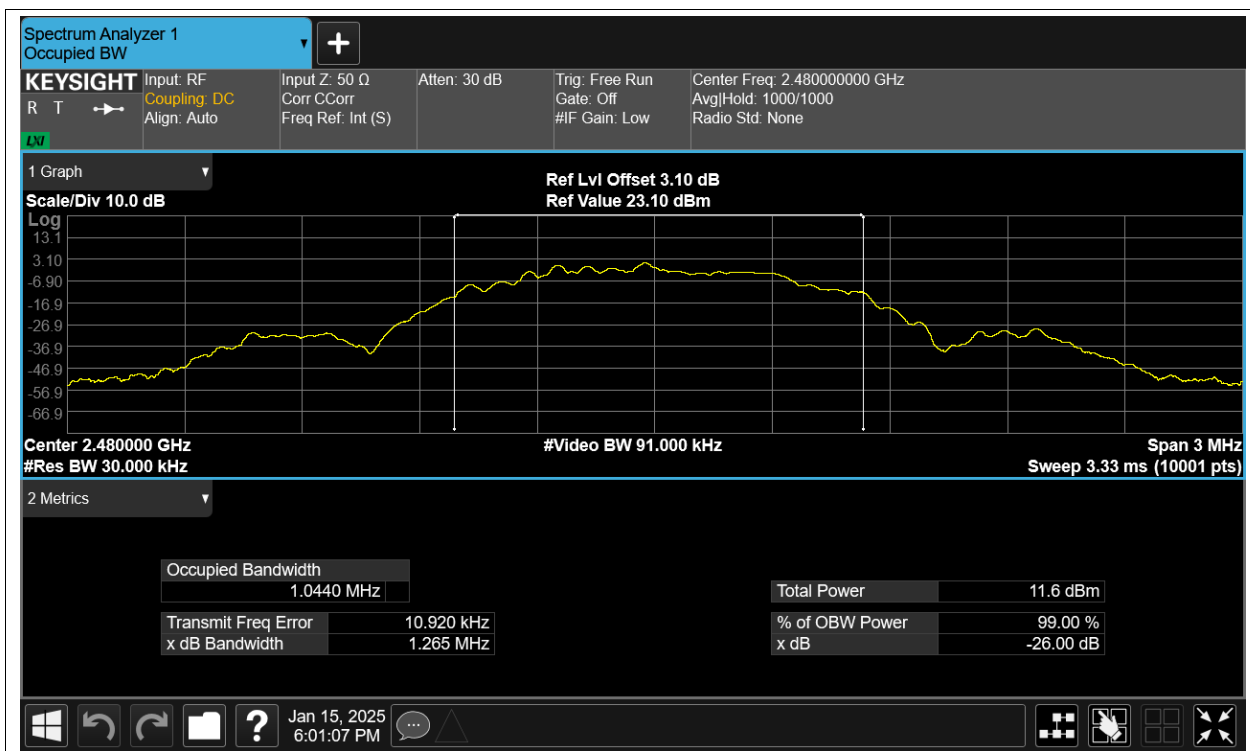 Spectrum Analyzer 1
Occupied BW
KEYSIGHT
R T
LXI
Input: RF
Coupling: DC
Align: Auto
Input Z: 50 Ω
Corr CCorr
Freq Ref: Int (S)
Atten: 30 dB
Trig: Free Run
Gate: Off
#IF Gain: Low
Center Freq: 2.480000000 GHz
Avg|Hold: 1000/1000
Radio Std: None
1 Graph
Scale/Div 10.0 dB
Ref Lvl Offset 3.10 dB
Ref Value 23.10 dBm
Log
13.1
3.10
-6.90
-16.9
-26.9
-36.9
-46.9
-56.9
-66.9
Center 2.480000 GHz
#Video BW 91.000 kHz
Span 3 MHz
#Res BW 30.000 kHz
Sweep 3.33 ms (10001 pts)
2 Metrics
Occupied Bandwidth
1.0440 MHz
Total Power 11.6 dBm
Transmit Freq Error 10.920 kHz
% of OBW Power 99.00 %
x dB Bandwidth 1.265 MHz
x dB -26.00 dB
?
Jan 15, 2025
6:01:07 PM